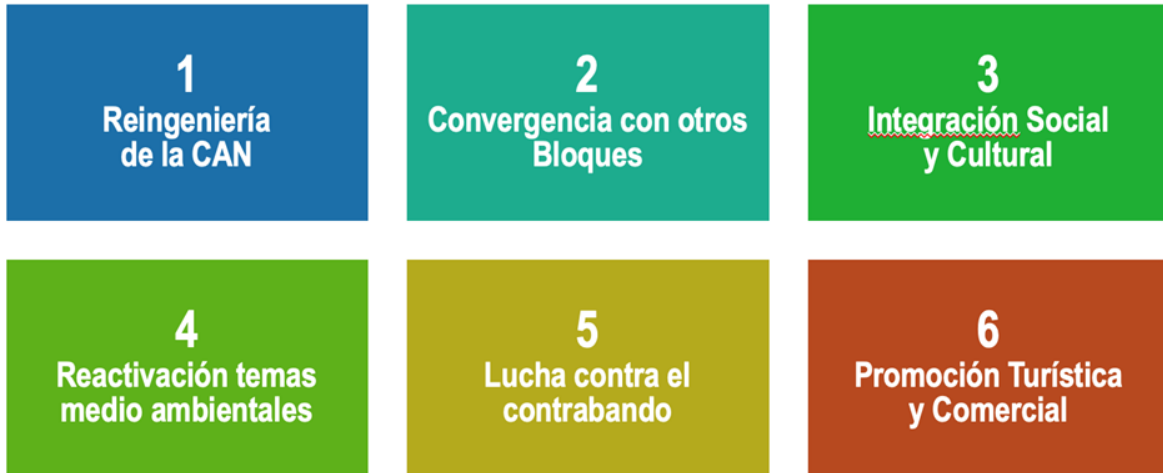 1
Reingeniería
de la CAN
2
Convergencia con otros
Bloques
3
Integración Social
y Cultural
4
Reactivación temas
medio ambientales
5
Lucha contra el
contrabando
6
Promoción Turística
y Comercial